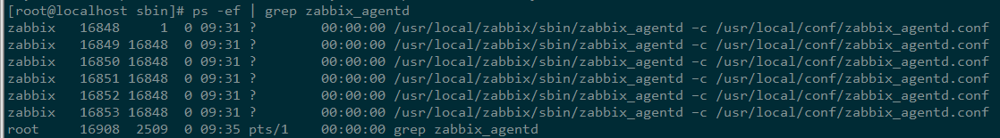 [root@localhost sbin]# ps -ef | grep zabbix_agentd
zabbix   16848     1  0 09:31 ?        00:00:00 /usr/local/zabbix/sbin/zabbix_agentd -c /usr/local/conf/zabbix_agentd.conf
zabbix   16849 16848  0 09:31 ?        00:00:00 /usr/local/zabbix/sbin/zabbix_agentd -c /usr/local/conf/zabbix_agentd.conf
zabbix   16850 16848  0 09:31 ?        00:00:00 /usr/local/zabbix/sbin/zabbix_agentd -c /usr/local/conf/zabbix_agentd.conf
zabbix   16851 16848  0 09:31 ?        00:00:00 /usr/local/zabbix/sbin/zabbix_agentd -c /usr/local/conf/zabbix_agentd.conf
zabbix   16852 16848  0 09:31 ?        00:00:00 /usr/local/zabbix/sbin/zabbix_agentd -c /usr/local/conf/zabbix_agentd.conf
zabbix   16853 16848  0 09:31 ?        00:00:00 /usr/local/zabbix/sbin/zabbix_agentd -c /usr/local/conf/zabbix_agentd.conf
root     16908  2509  0 09:35 pts/1    00:00:00 grep zabbix_agentd